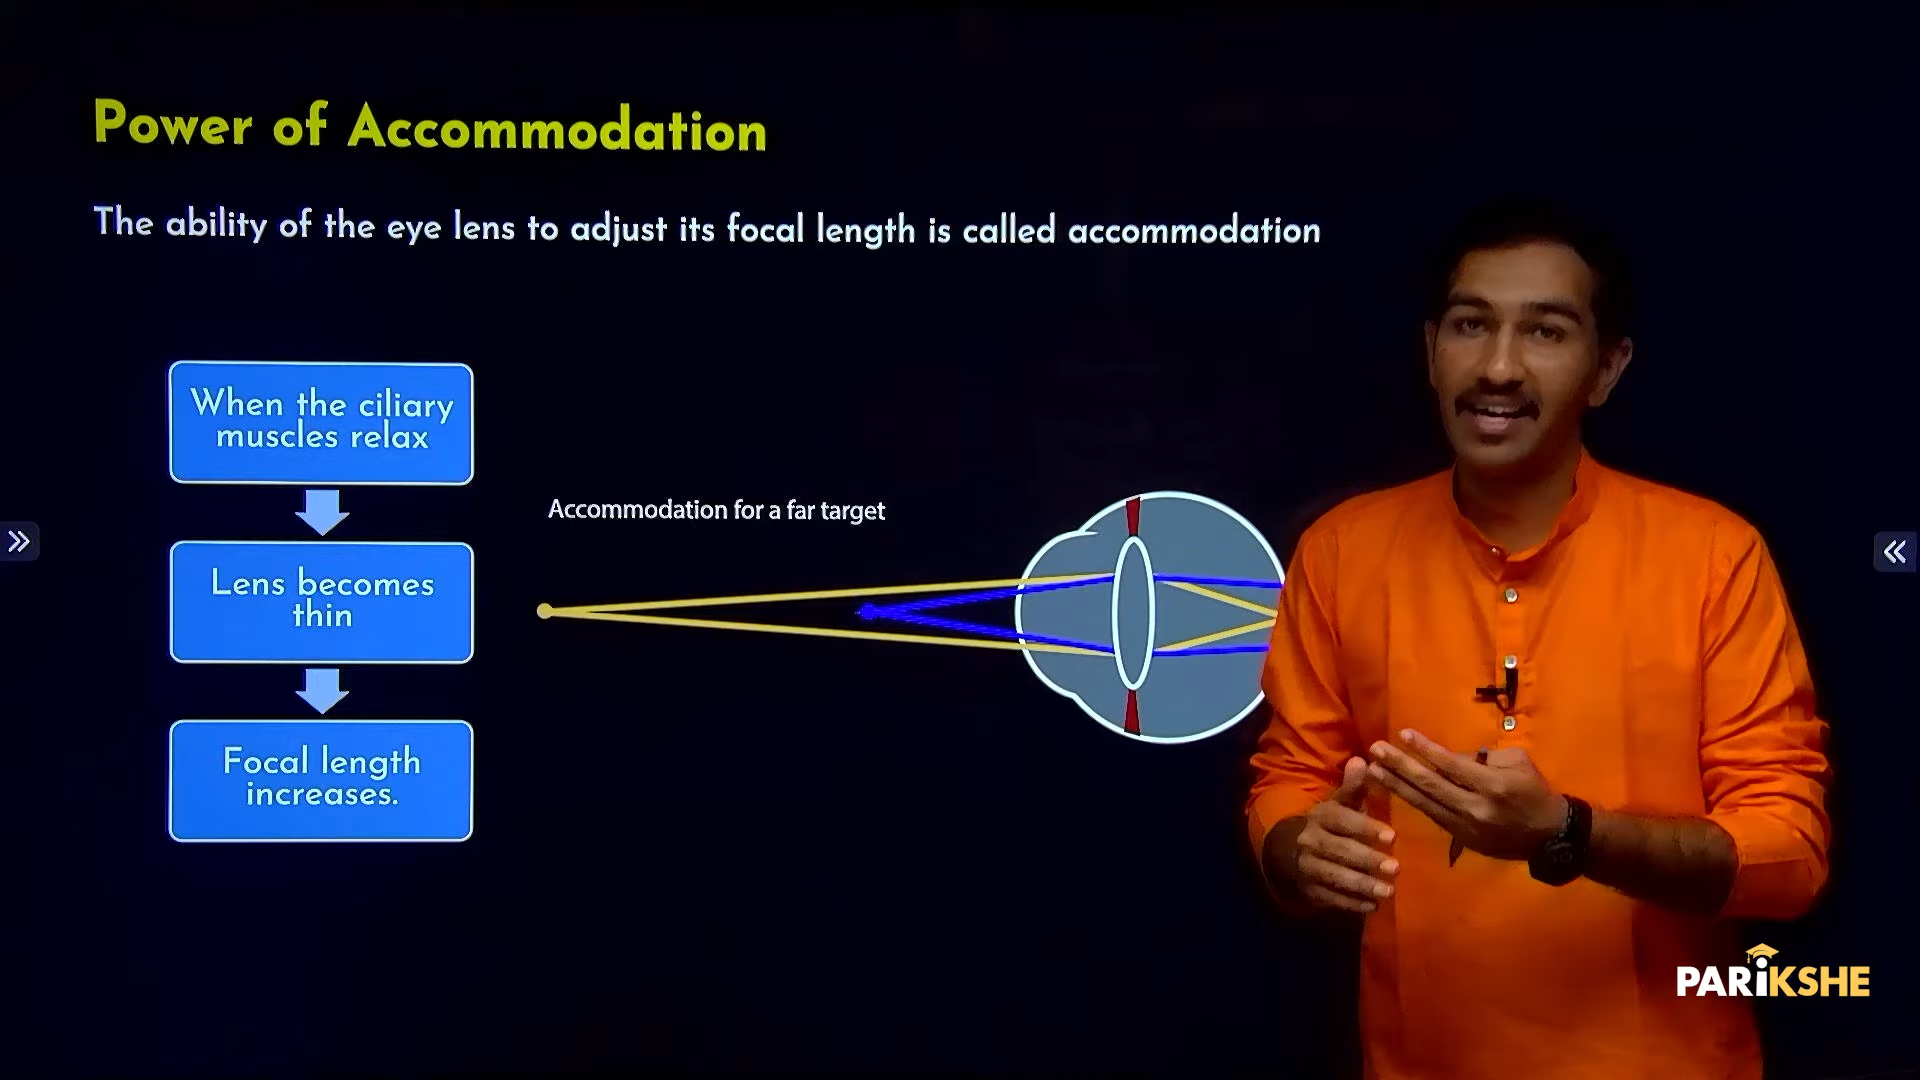 Power of Accommodation
The ability of the eye lens to adjust its focal length is called accommodation
When the ciliary
muscles relax
Lens becomes
thin
Focal length
increases.
Accommodation for a far target
PARiKSHE